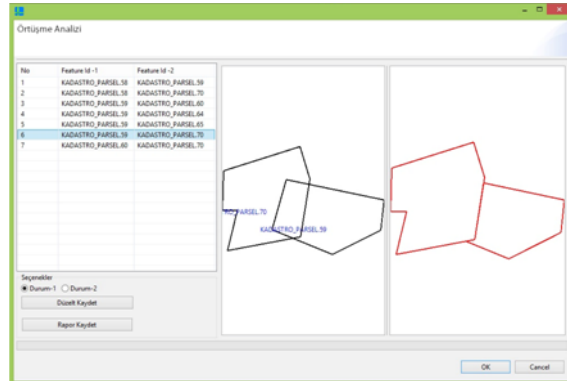 Örtüşme Analizi
No Feature Id -1 Feature Id -2
1 KADASTRO_PARSEL.58 KADASTRO_PARSEL.59
2 KADASTRO_PARSEL.58 KADASTRO_PARSEL.70
3 KADASTRO_PARSEL.59 KADASTRO_PARSEL.60
4 KADASTRO_PARSEL.59 KADASTRO_PARSEL.64
5 KADASTRO_PARSEL.59 KADASTRO_PARSEL.65
6 KADASTRO_PARSEL.59 KADASTRO_PARSEL.70
7 KADASTRO_PARSEL.60 KADASTRO_PARSEL.70
RO_PARSEL.70
KADASTRO_PARSEL.59
Seçenekler
Durum-1 Durum-2
Düzelt Kaydet
Rapor Kaydet
OK Cancel